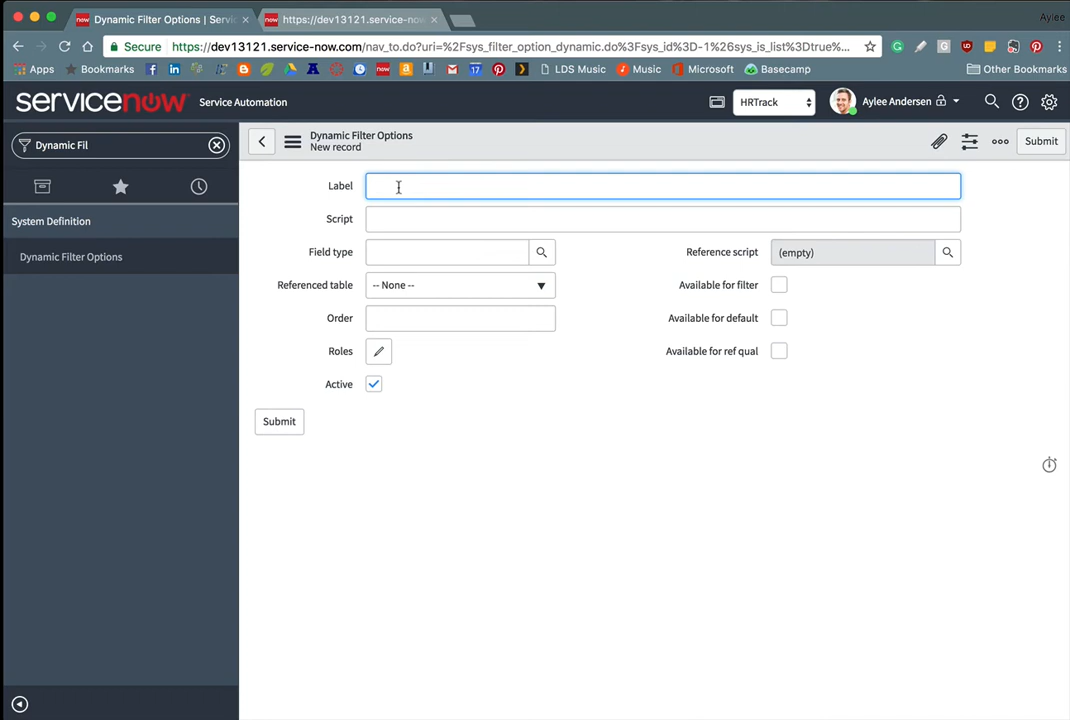 Dynamic Filter Options | Servic
https://dev13121.service-nov
Aylee
Secure
https://dev13121.service-now.com/nav_to.do?uri=%2Fsys_filter_option_dynamic.do%3Fsys_id%3D-1%26sys_is_list%3Dtrue%...
Apps
Bookmarks
LDS Music
Music
Microsoft
Basecamp
Other Bookmarks
servicenow
Service Automation
HRTrack
Aylee Andersen
Dynamic Fil
Dynamic Filter Options
New record
Submit
System Definition
Dynamic Filter Options
Label
Script
Field type
Reference script
(empty)
Referenced table
-- None --
Available for filter
Order
Available for default
Roles
Available for ref qual
Active
Submit